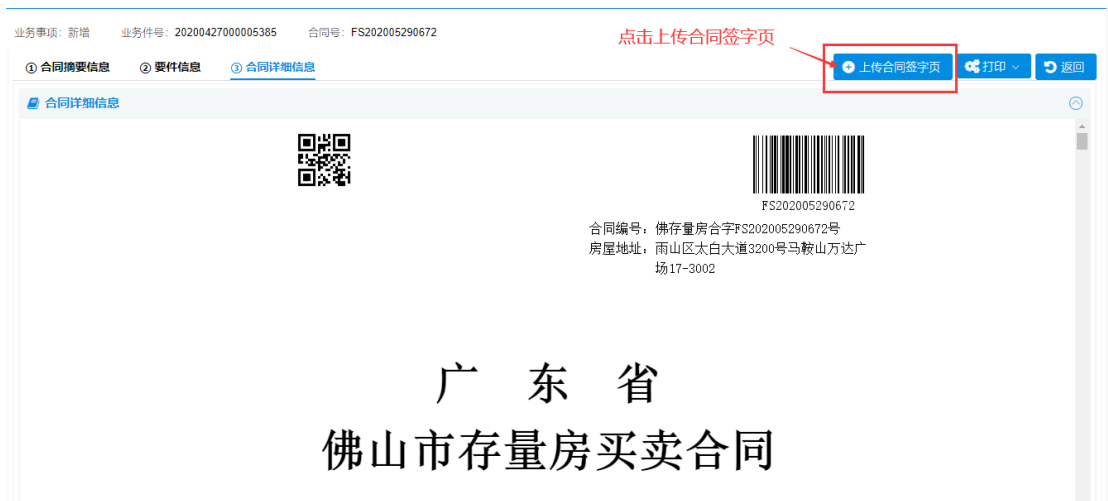 业务事项：新增 业务件号：20200427000005385 合同号：FS202005290672
点击上传合同签字页
① 合同摘要信息 ② 要件信息 ③ 合同详细信息 上传合同签字页 打印 返回
合同详细信息
FS202005290672
合同编号：佛存量房合字FS202005290672号
房屋地址：雨山区太白大道3200号马鞍山万达广
场17-3002
广 东 省
佛山市存量房买卖合同